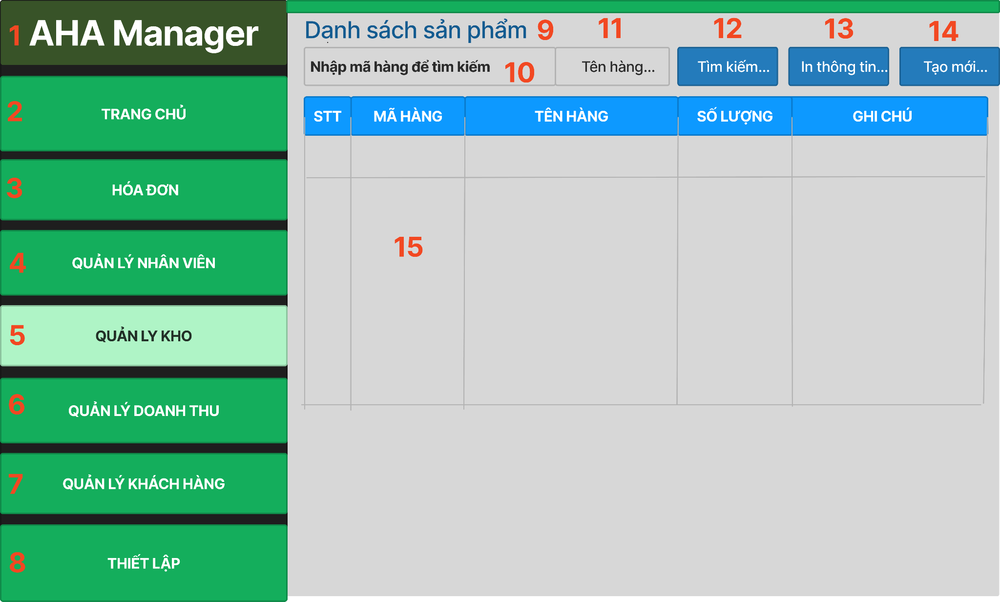 1 AHA Manager
2 TRANG CHỦ
3 HÓA ĐƠN
4 QUẢN LÝ NHÂN VIÊN
5 QUẢN LY KHO
6 QUẢN LÝ DOANH THU
7 QUẢN LÝ KHÁCH HÀNG
8 THIẾT LẬP
Danh sách sản phẩm 9 11 12 13 14
Nhập mã hàng để tìm kiếm 10 Tên hàng... Tìm kiếm... In thông tin... Tạo mới...
STT MÃ HÀNG TÊN HÀNG SỐ LƯỢNG GHI CHÚ
15